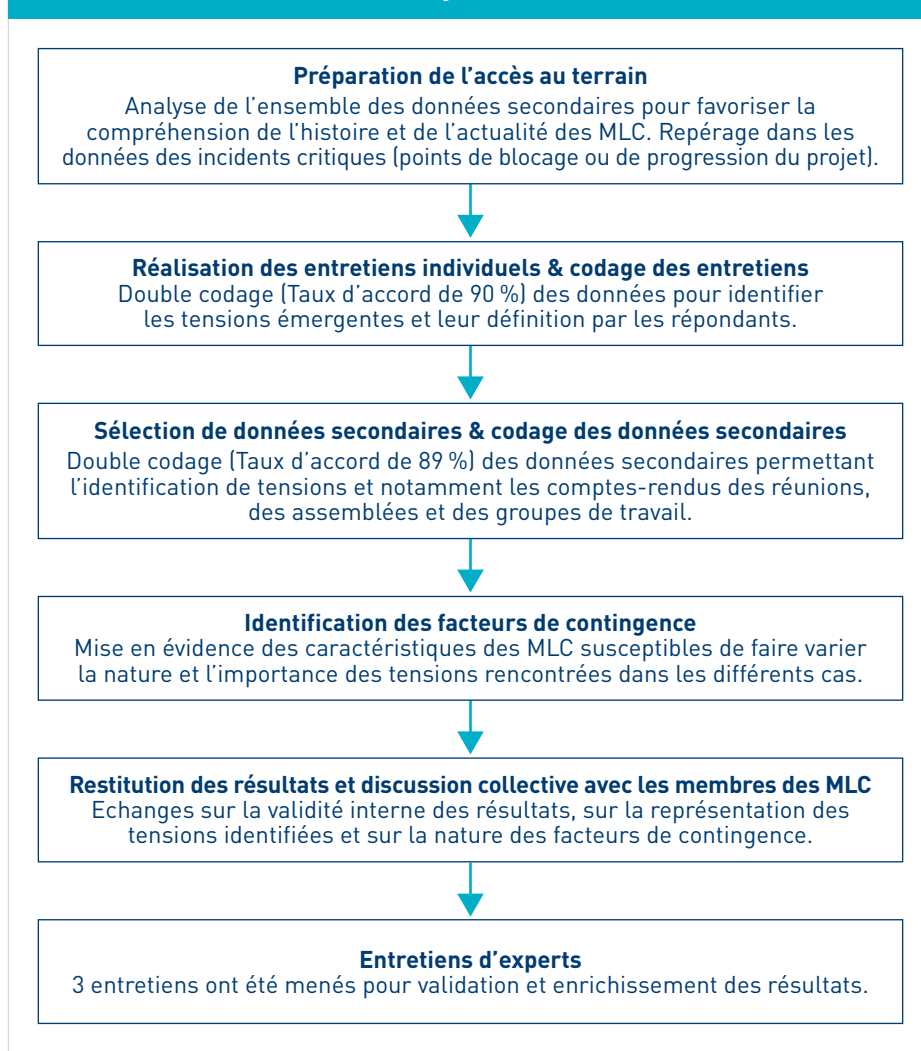 Préparation de l’accès au terrain
Analyse de l’ensemble des données secondaires pour favoriser la
compréhension de l’histoire et de l’actualité des MLC. Repérage dans les
données des incidents critiques (points de blocage ou de progression du projet).
Réalisation des entretiens individuels & codage des entretiens
Double codage (Taux d’accord de 90 %) des données pour identifier
les tensions émergentes et leur définition par les répondants.
Sélection de données secondaires & codage des données secondaires
Double codage (Taux d’accord de 89 %) des données secondaires permettant
l’identification de tensions et notamment les comptes-rendus des réunions,
des assemblées et des groupes de travail.
Identification des facteurs de contingence
Mise en évidence des caractéristiques des MLC susceptibles de faire varier
la nature et l’importance des tensions rencontrées dans les différents cas.
Restitution des résultats et discussion collective avec les membres des MLC
Echanges sur la validité interne des résultats, sur la représentation des
tensions identifiées et sur la nature des facteurs de contingence.
Entretiens d’experts
3 entretiens ont été menés pour validation et enrichissement des résultats.